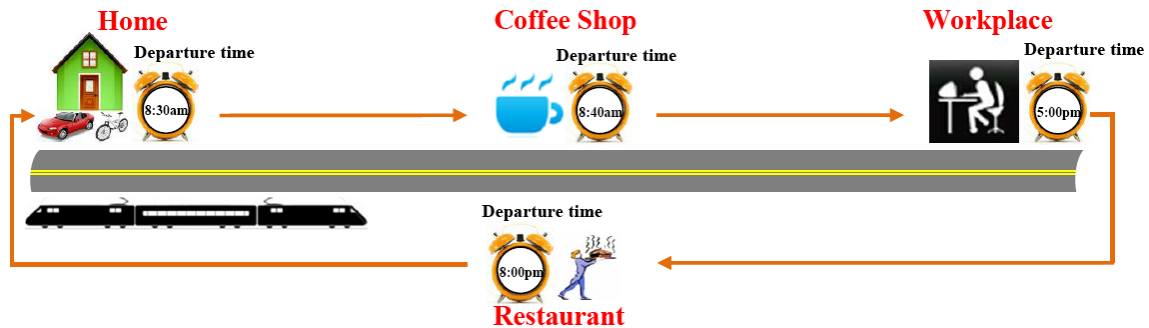 Home
Departure time
8:30am
Coffee Shop
Departure time
8:40am
Workplace
Departure time
5:00pm
Departure time
8:00pm
Restaurant